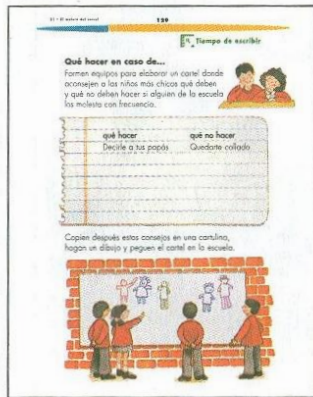 129
Tiempo de escribir
Qué hacer en caso de...
Formen equipos para elaborar un cartel donde
aconsejen a los niños más chicos qué deben
y qué no deben hacer si alguien de la escuela
los molesta con frecuencia.
qué hacer qué no hacer
Decirle a tus papás Quedarte callado
Copien después estos consejos en una cartulina,
hagan un dibujo y peguen el cartel en la escuela.